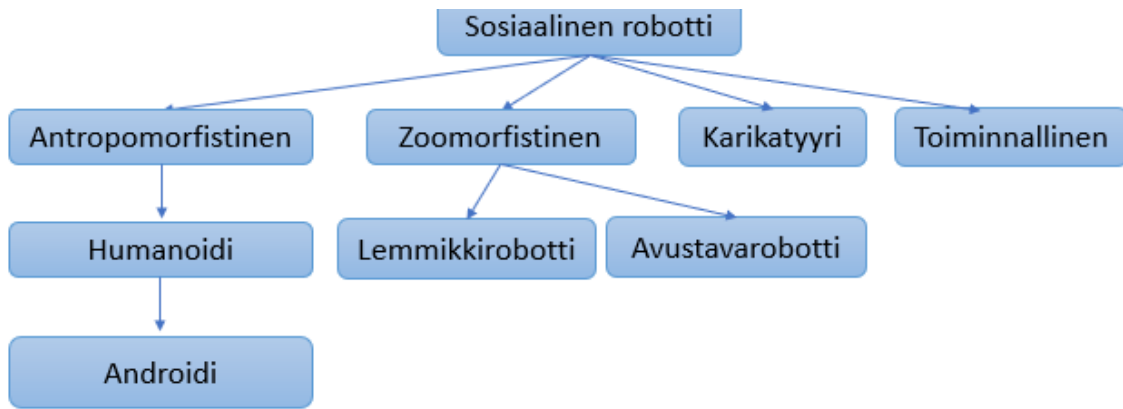 Sosiaalinen robotti
Antropomorfistinen
Zoomorfistinen
Karikatyyri
Toiminnallinen
Humanoidi
Lemmikkirobotti
Avustavarobotti
Androidi